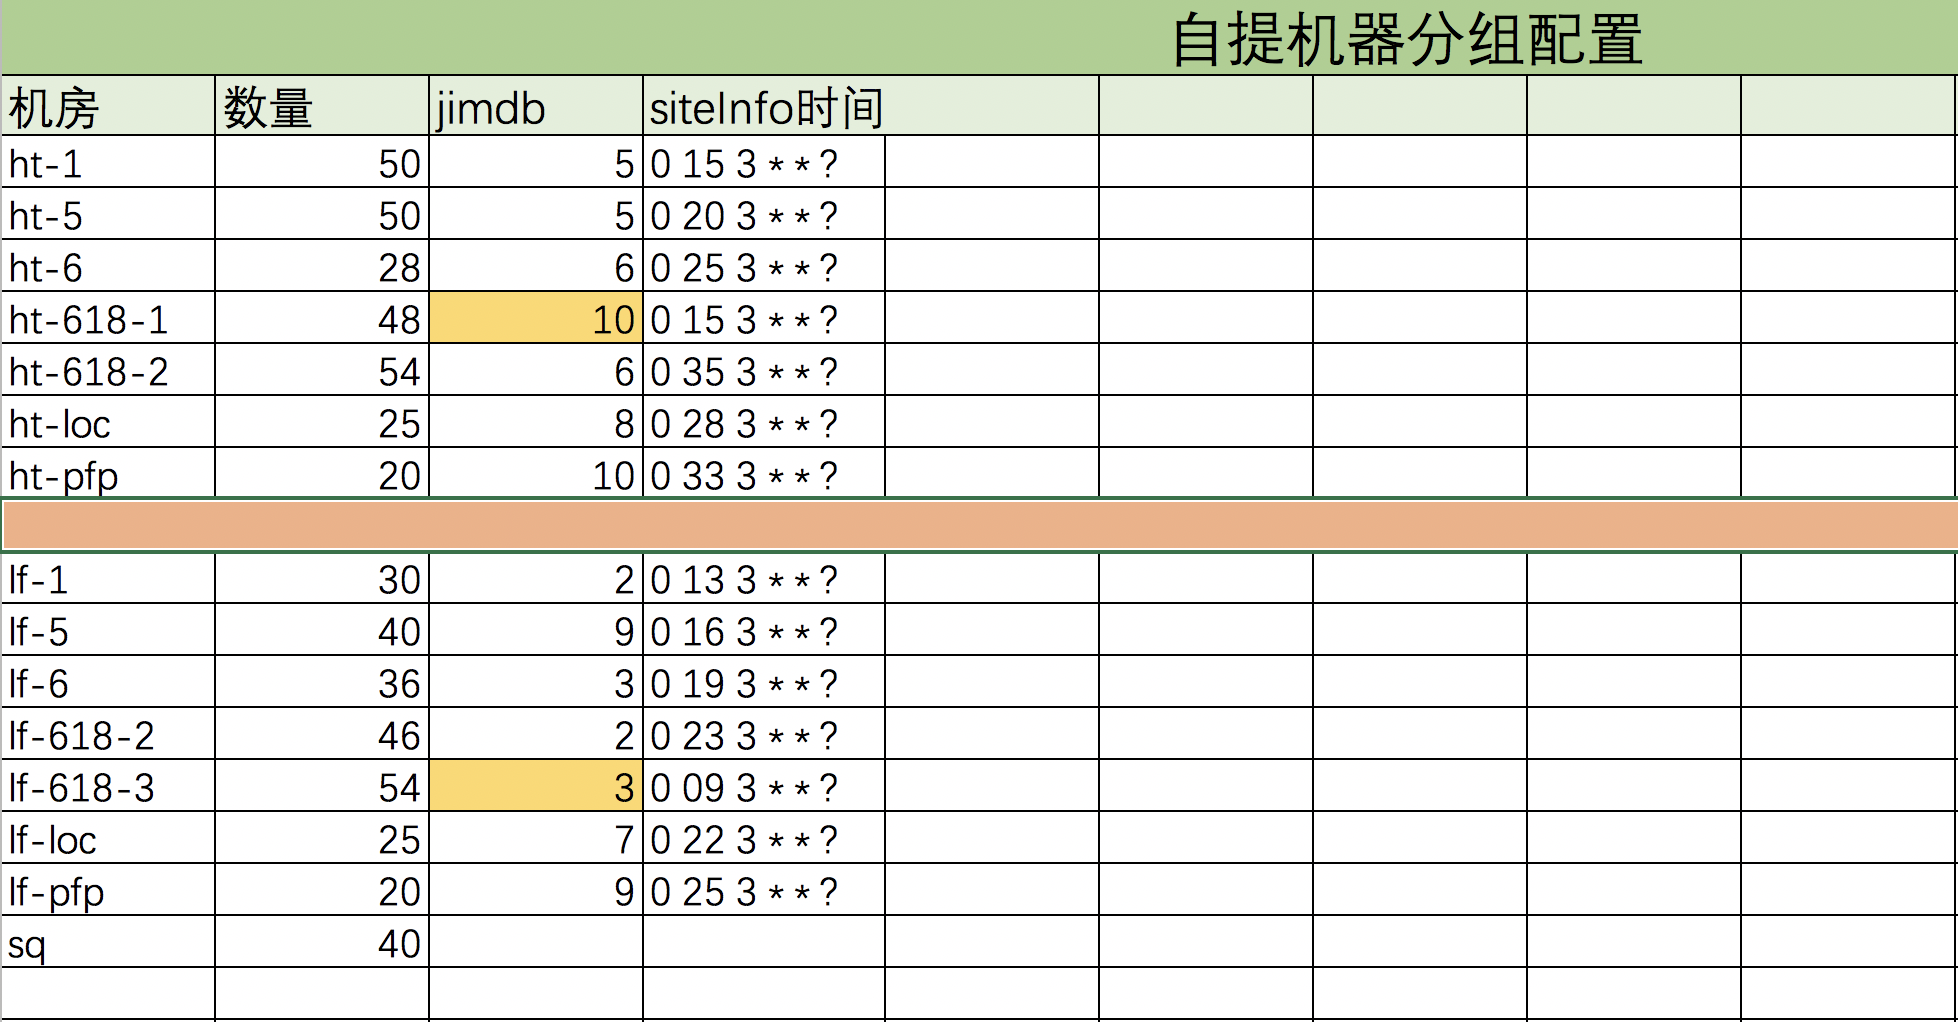 自提机器分组配置
机房 数量 jimdb siteInfo时间
ht-1 50 5 0 15 3 * * ?
ht-5 50 5 0 20 3 * * ?
ht-6 28 6 0 25 3 * * ?
ht-618-1 48 10 0 15 3 * * ?
ht-618-2 54 6 0 35 3 * * ?
ht-loc 25 8 0 28 3 * * ?
ht-pfp 20 10 0 33 3 * * ?
lf-1 30 2 0 13 3 * * ?
lf-5 40 9 0 16 3 * * ?
lf-6 36 3 0 19 3 * * ?
lf-618-2 46 2 0 23 3 * * ?
lf-618-3 54 3 0 09 3 * * ?
lf-loc 25 7 0 22 3 * * ?
lf-pfp 20 9 0 25 3 * * ?
sq 40